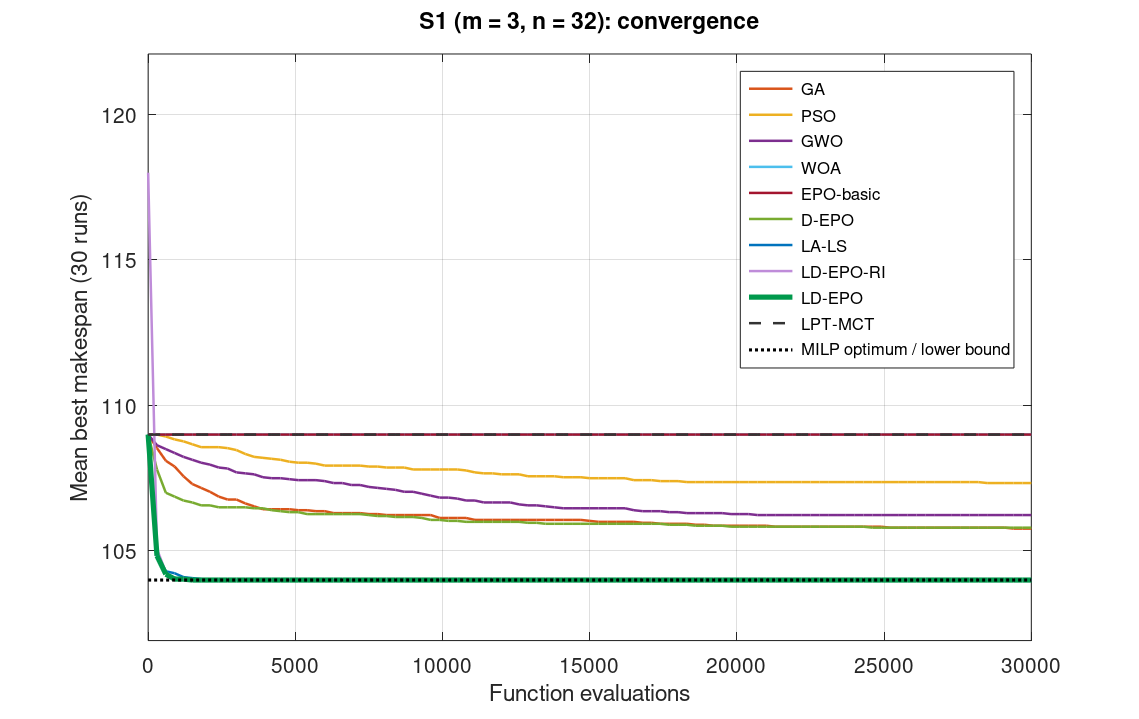 S1 (m = 3, n = 32): convergence
Mean best makespan (30 runs)
120
115
110
105
0
5000
10000
15000
20000
25000
30000
Function evaluations
GA
PSO
GWO
WOA
EPO-basic
D-EPO
LA-LS
LD-EPO-RI
LD-EPO
LPT-MCT
MILP optimum / lower bound